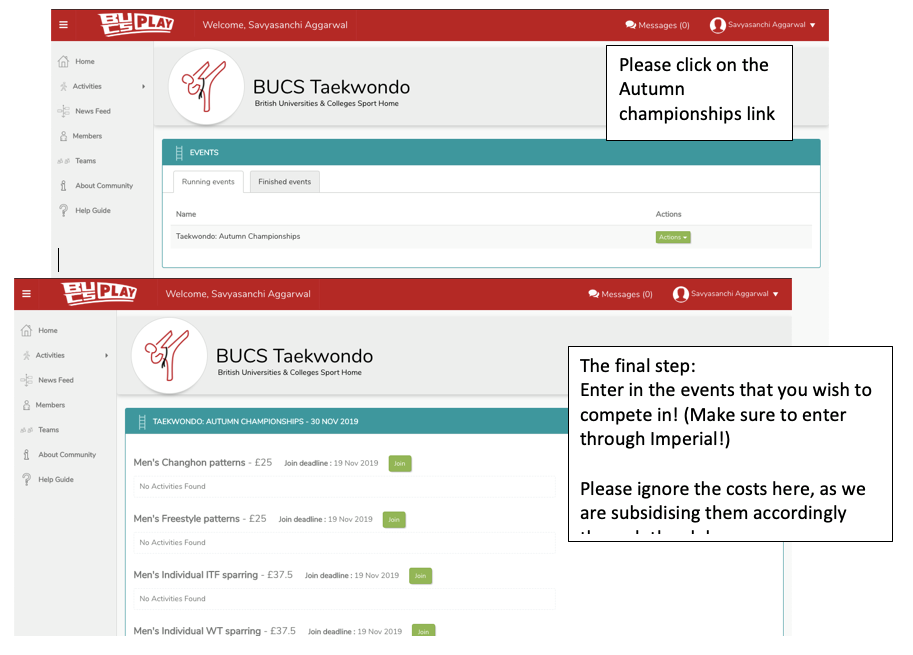 BUCS PLAY
Welcome, Savyasanchi Aggarwal
Messages (0)
Savyasanchi Aggarwal
Home
Activities
News Feed
Members
Teams
About Community
Help Guide
BUCS Taekwondo
British Universities & Colleges Sport Home
Please click on the
Autumn
championships link
EVENTS
Running events
Finished events
Name
Actions
Taekwondo: Autumn Championships
Actions
BUCS PLAY
Welcome, Savyasanchi Aggarwal
Messages (0)
Savyasanchi Aggarwal
Home
Activities
News Feed
Members
Teams
About Community
Help Guide
BUCS Taekwondo
British Universities & Colleges Sport Home
The final step:
Enter in the events that you wish to
compete in! (Make sure to enter
through Imperial!)
Please ignore the costs here, as we
are subsidising them accordingly
TAEKWONDO: AUTUMN CHAMPIONSHIPS - 30 NOV 2019
Men's Changhon patterns - £25 Join deadline : 19 Nov 2019 Join
No Activities Found
Men's Freestyle patterns - £25 Join deadline : 19 Nov 2019 Join
No Activities Found
Men's Individual ITF sparring - £37.5 Join deadline : 19 Nov 2019 Join
No Activities Found
Men's Individual WT sparring - £37.5 Join deadline : 19 Nov 2019 Join